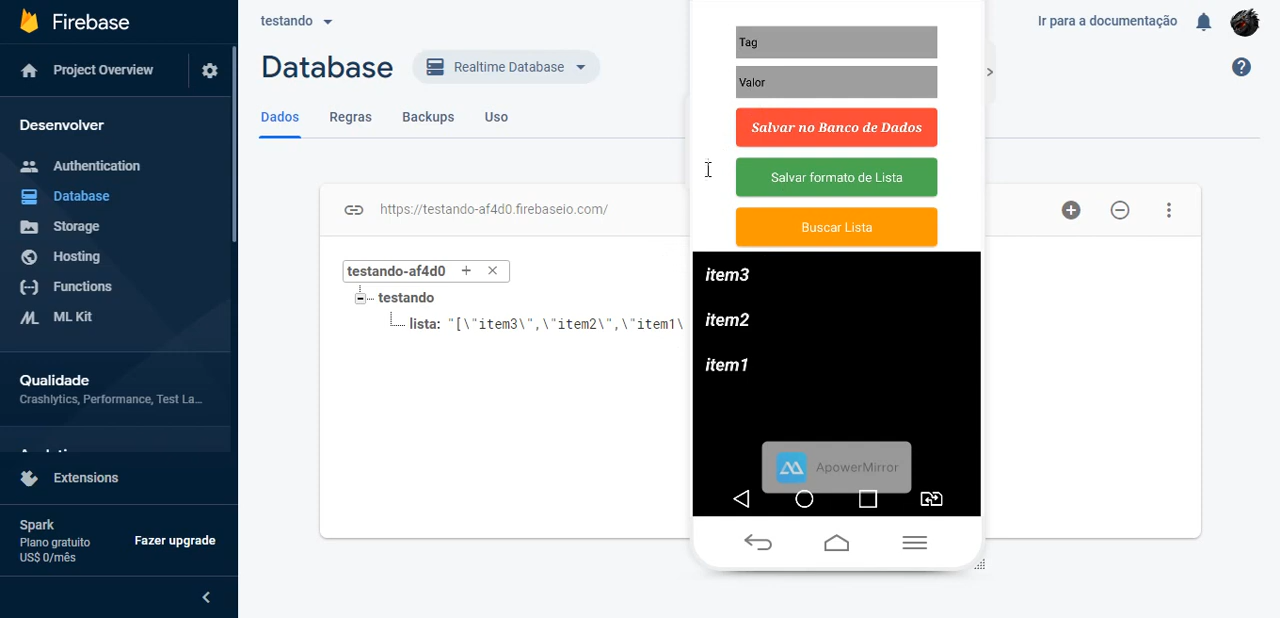 Firebase
Project Overview
Desenvolver
Authentication
Database
Storage
Hosting
Functions
ML Kit
Qualidade
Crashlytics, Performance, Test La...
Extensions
Spark
Plano gratuito
US$ 0/mês
Fazer upgrade
testando
Ir para a documentação
Database
Realtime Database
Dados
Regras
Backups
Uso
https://testando-af4d0.firebaseio.com/
testando-af4d0
testando
lista: "[\"item3\",\"item2\",\"item1\
Tag
Valor
Salvar no Banco de Dados
Salvar formato de Lista
Buscar Lista
item3
item2
item1
ApowerMirror